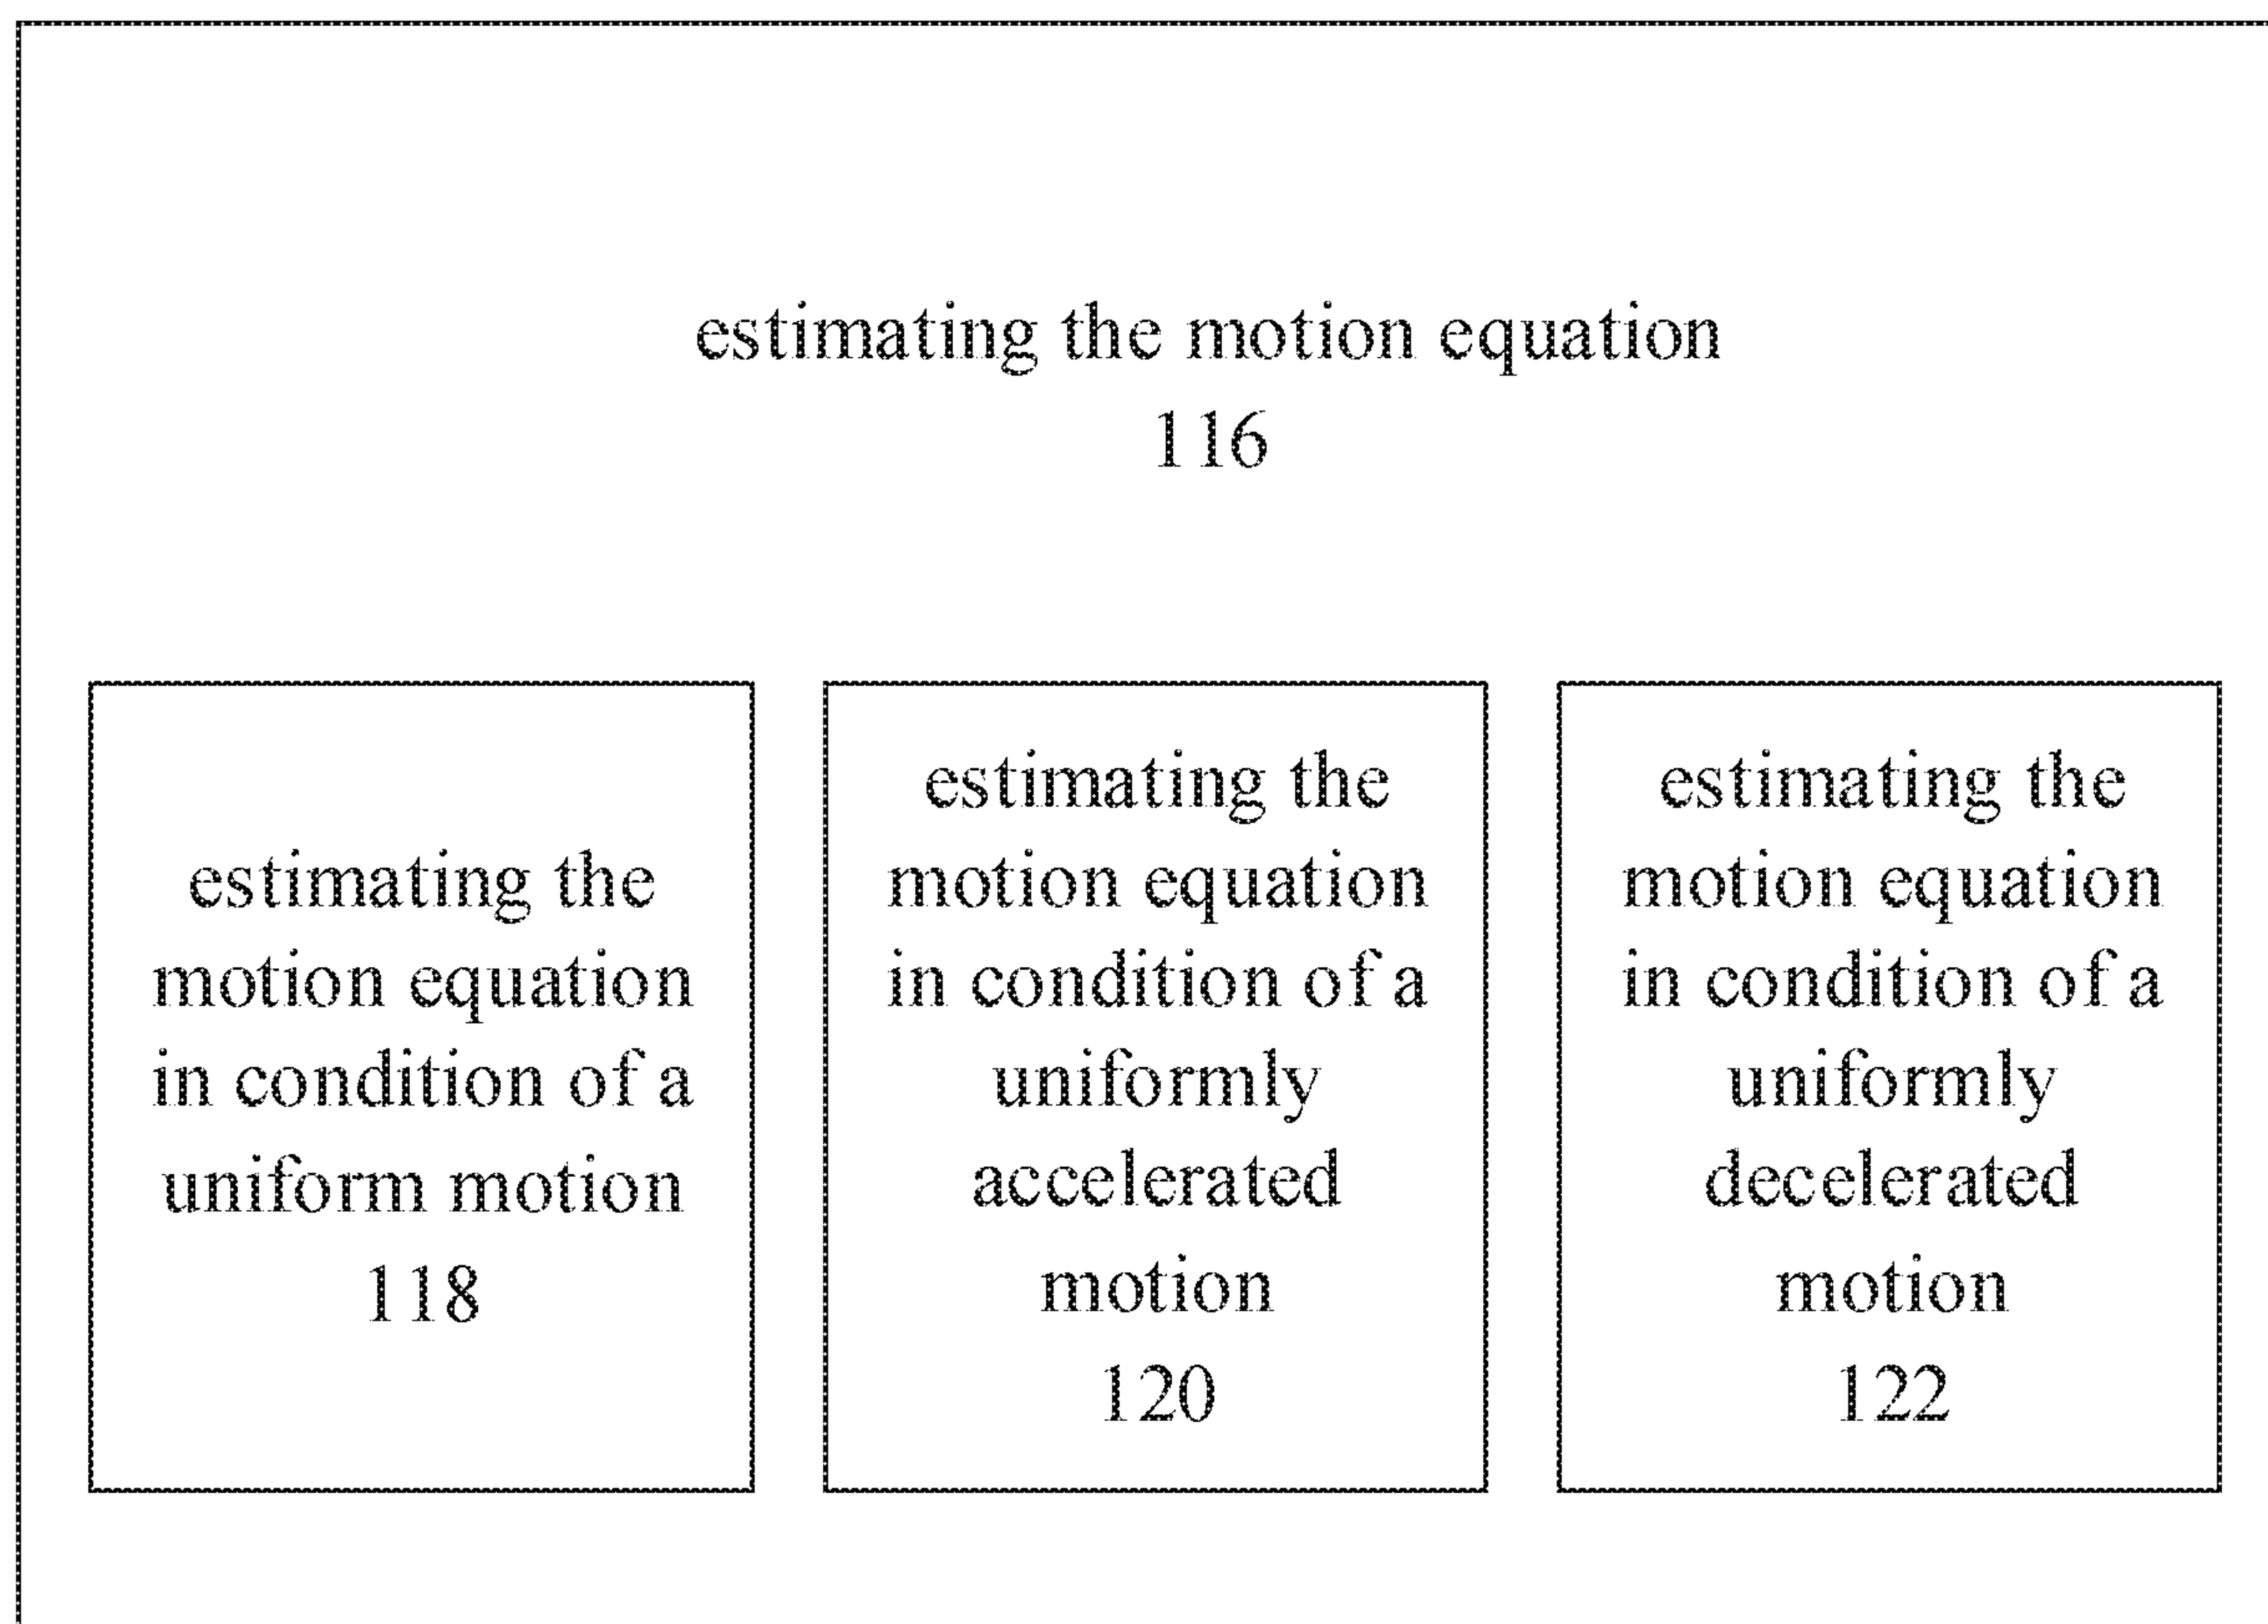 estimating the motion equation
116
estimating the
motion equation
in condition of a
uniform motion
118
estimating the
motion equation
in condition of a
uniformly
accelerated
motion
120
estimating the
motion equation
in condition of a
uniformly
decelerated
motion
122